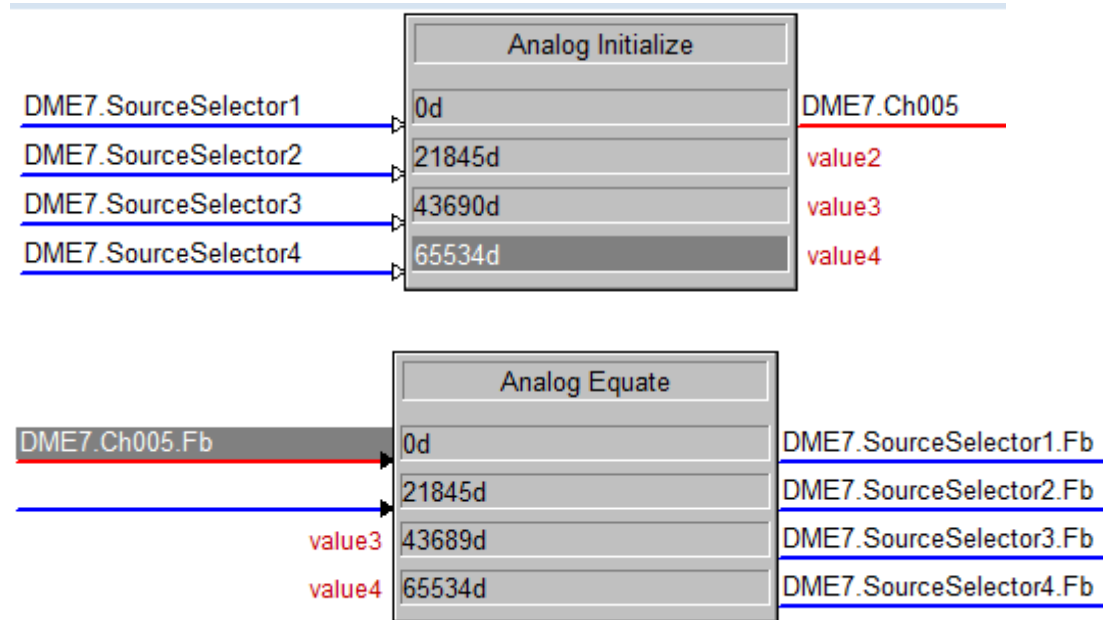 Analog Initialize
DME7.SourceSelector1 0d DME7.Ch005
DME7.SourceSelector2 21845d value2
DME7.SourceSelector3 43690d value3
DME7.SourceSelector4 65534d value4
Analog Equate
DME7.Ch005.Fb 0d DME7.SourceSelector1.Fb
21845d DME7.SourceSelector2.Fb
value3 43689d DME7.SourceSelector3.Fb
value4 65534d DME7.SourceSelector4.Fb